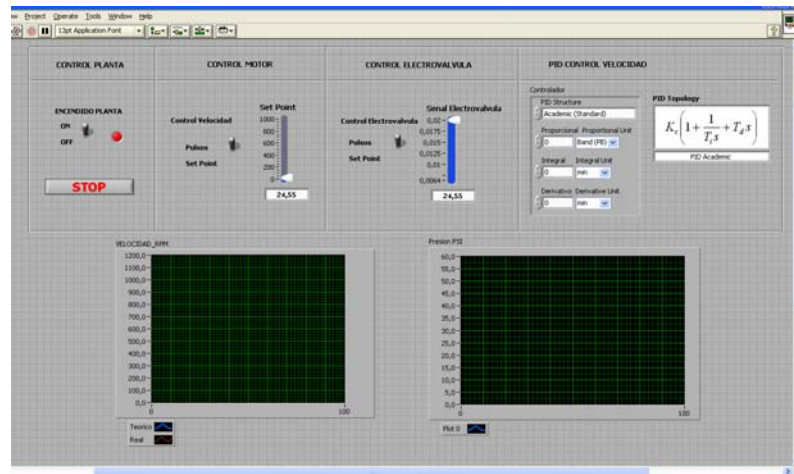 Project Operate Tools Window Help
13pt Application Font
CONTROL PLANTA
CONTROL MOTOR
CONTROL ELECTROVALVULA
PID CONTROL VELOCIDAD
ENCENDIDO PLANTA
ON
OFF
STOP
Control Velocidad
Pulsos
Set Point
Set Point
1000
800
600
400
200
0
24,55
Control Electrovalvula
Pulsos
Set Point
Senal Electrovalvula
0,02
0,0175
0,015
0,0125
0,01
0,0064
24,55
Controlador
PID Structure
Academic (Standard)
Proporcional Proportional Unit
0 Band (PB)
Integral Integral Unit
0 min
Derivativo Derivative Unit
0 min
PID Topology
K_c(1 + 1/(T_i s) + T_d s)
PID Academic
VELOCIDAD_RPM
1200,0
1100,0
1000,0
900,0
800,0
700,0
600,0
500,0
400,0
300,0
200,0
100,0
0,0
0 100
Teorico
Real
Presion PSI
60,0
55,0
50,0
45,0
40,0
35,0
30,0
25,0
20,0
15,0
10,0
5,0
0,0
0 100
Plot 0